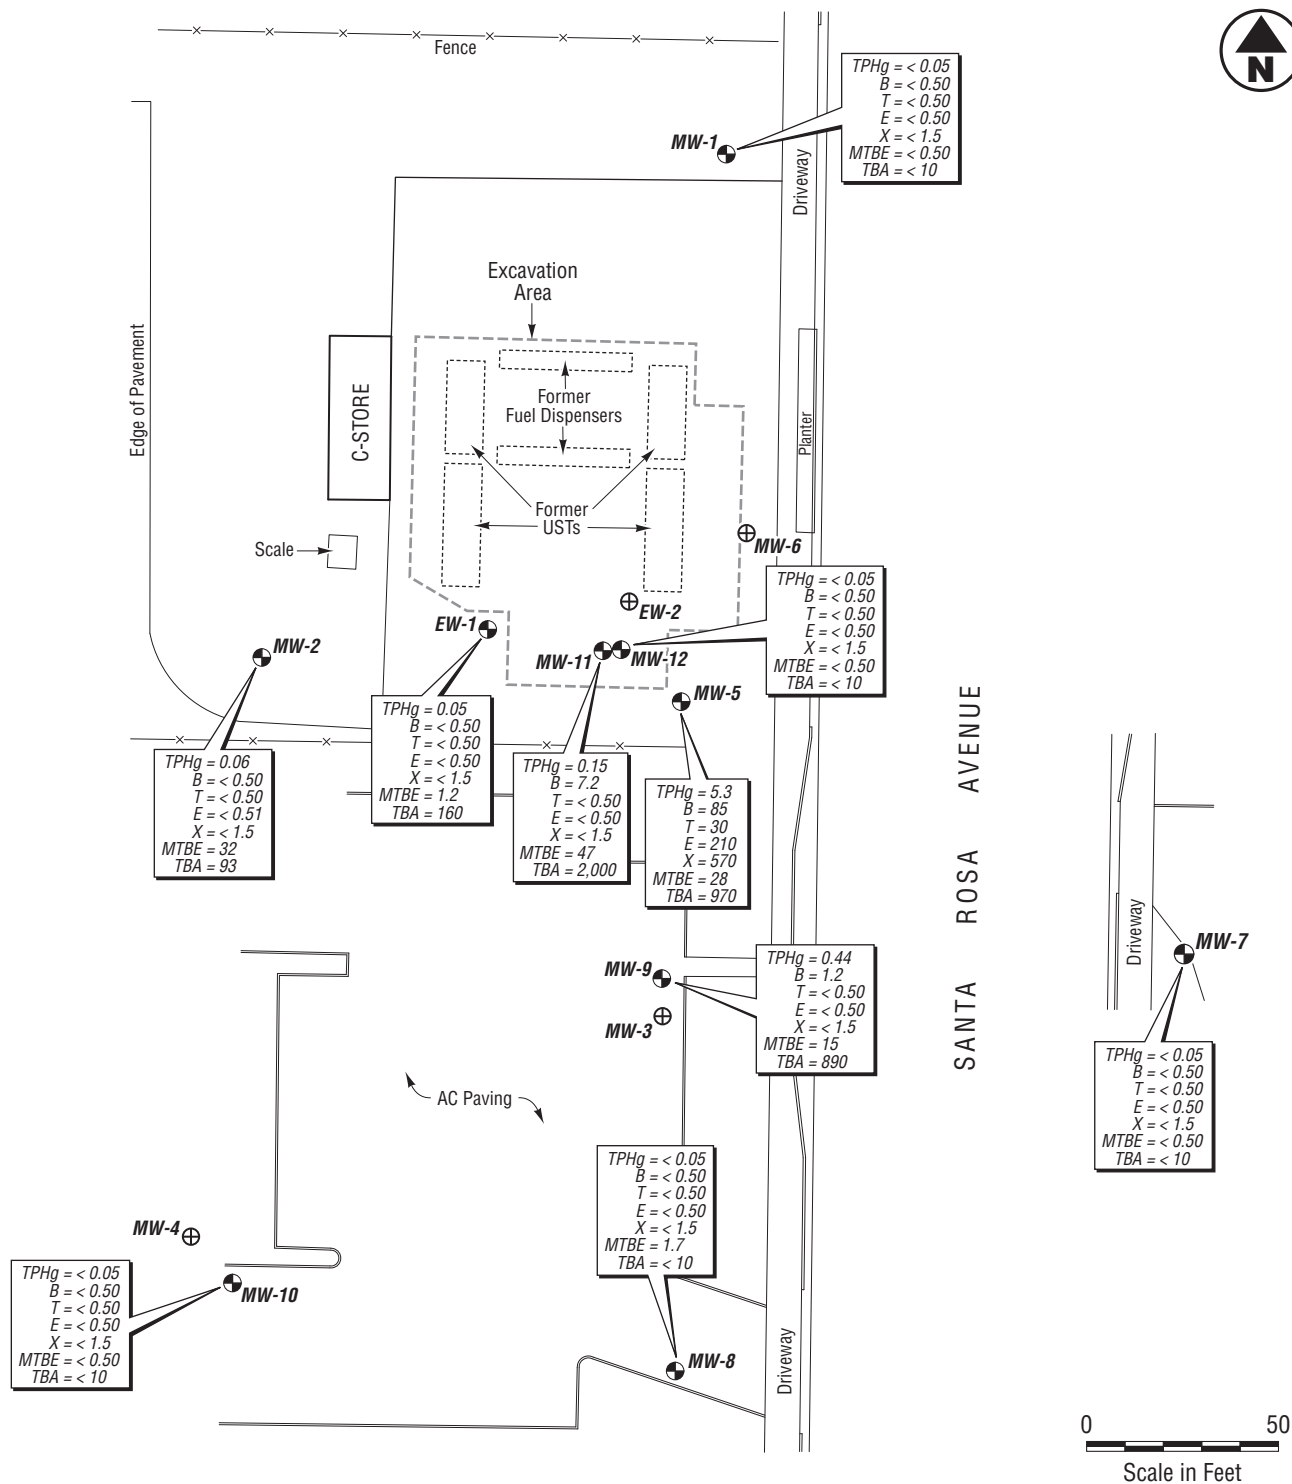 Fence
N
TPHg = < 0.05
B = < 0.50
T = < 0.50
E = < 0.50
X = < 1.5
MTBE = < 0.50
TBA = < 10
MW-1
Driveway
Excavation
Area
Edge of Pavement
C-STORE
Former
Fuel Dispensers
Planter
Former
USTs
Scale
MW-6
EW-2
EW-1
MW-2
MW-11
MW-12
MW-5
TPHg = < 0.05
B = < 0.50
T = < 0.50
E = < 0.50
X = < 1.5
MTBE = < 0.50
TBA = < 10
TPHg = 0.06
B = < 0.50
T = < 0.50
E = < 0.51
X = < 1.5
MTBE = 32
TBA = 93
TPHg = 0.05
B = < 0.50
T = < 0.50
E = < 0.50
X = < 1.5
MTBE = 1.2
TBA = 160
TPHg = 0.15
B = 7.2
T = < 0.50
E = < 0.50
X = < 1.5
MTBE = 47
TBA = 2,000
TPHg = 5.3
B = 85
T = 30
E = 210
X = 570
MTBE = 28
TBA = 970
SANTA ROSA AVENUE
Driveway
MW-7
MW-9
TPHg = 0.44
B = 1.2
T = < 0.50
E = < 0.50
X = < 1.5
MTBE = 15
TBA = 890
MW-3
TPHg = < 0.05
B = < 0.50
T = < 0.50
E = < 0.50
X = < 1.5
MTBE = < 0.50
TBA = < 10
AC Paving
TPHg = < 0.05
B = < 0.50
T = < 0.50
E = < 0.50
X = < 1.5
MTBE = 1.7
TBA = < 10
MW-4
TPHg = < 0.05
B = < 0.50
T = < 0.50
E = < 0.50
X = < 1.5
MTBE = < 0.50
TBA = < 10
MW-10
MW-8
Driveway
0 50
Scale in Feet